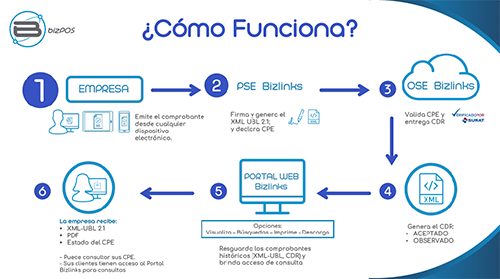 bizPOS
¿Cómo Funciona?
1
EMPRESA
Emite el comprobante
desde cualquier
dispositivo
electrónico.
2
PSE Bizlinks
Firma y genera el
XML UBL 2.1;
y declara CPE
3
OSE Bizlinks
Valida CPE y
entrega CDR
VERIFICADO POR
SUNAT
4
XML
Genera el CDR:
- ACEPTADO
- OBSERVADO
5
PORTAL WEB
Bizlinks
Opciones:
Visualiza - Búsquedas - Imprime - Descarga
Resguarda los comprobantes
históricos (XML-UBL, CDR) y
brinda acceso de consulta
6
La empresa recibe:
• XML-UBL 2.1
• PDF
• Estado del CPE
- Puede consultar sus CPE.
- Sus clientes tienen acceso al Portal
Bizlinks para consultas